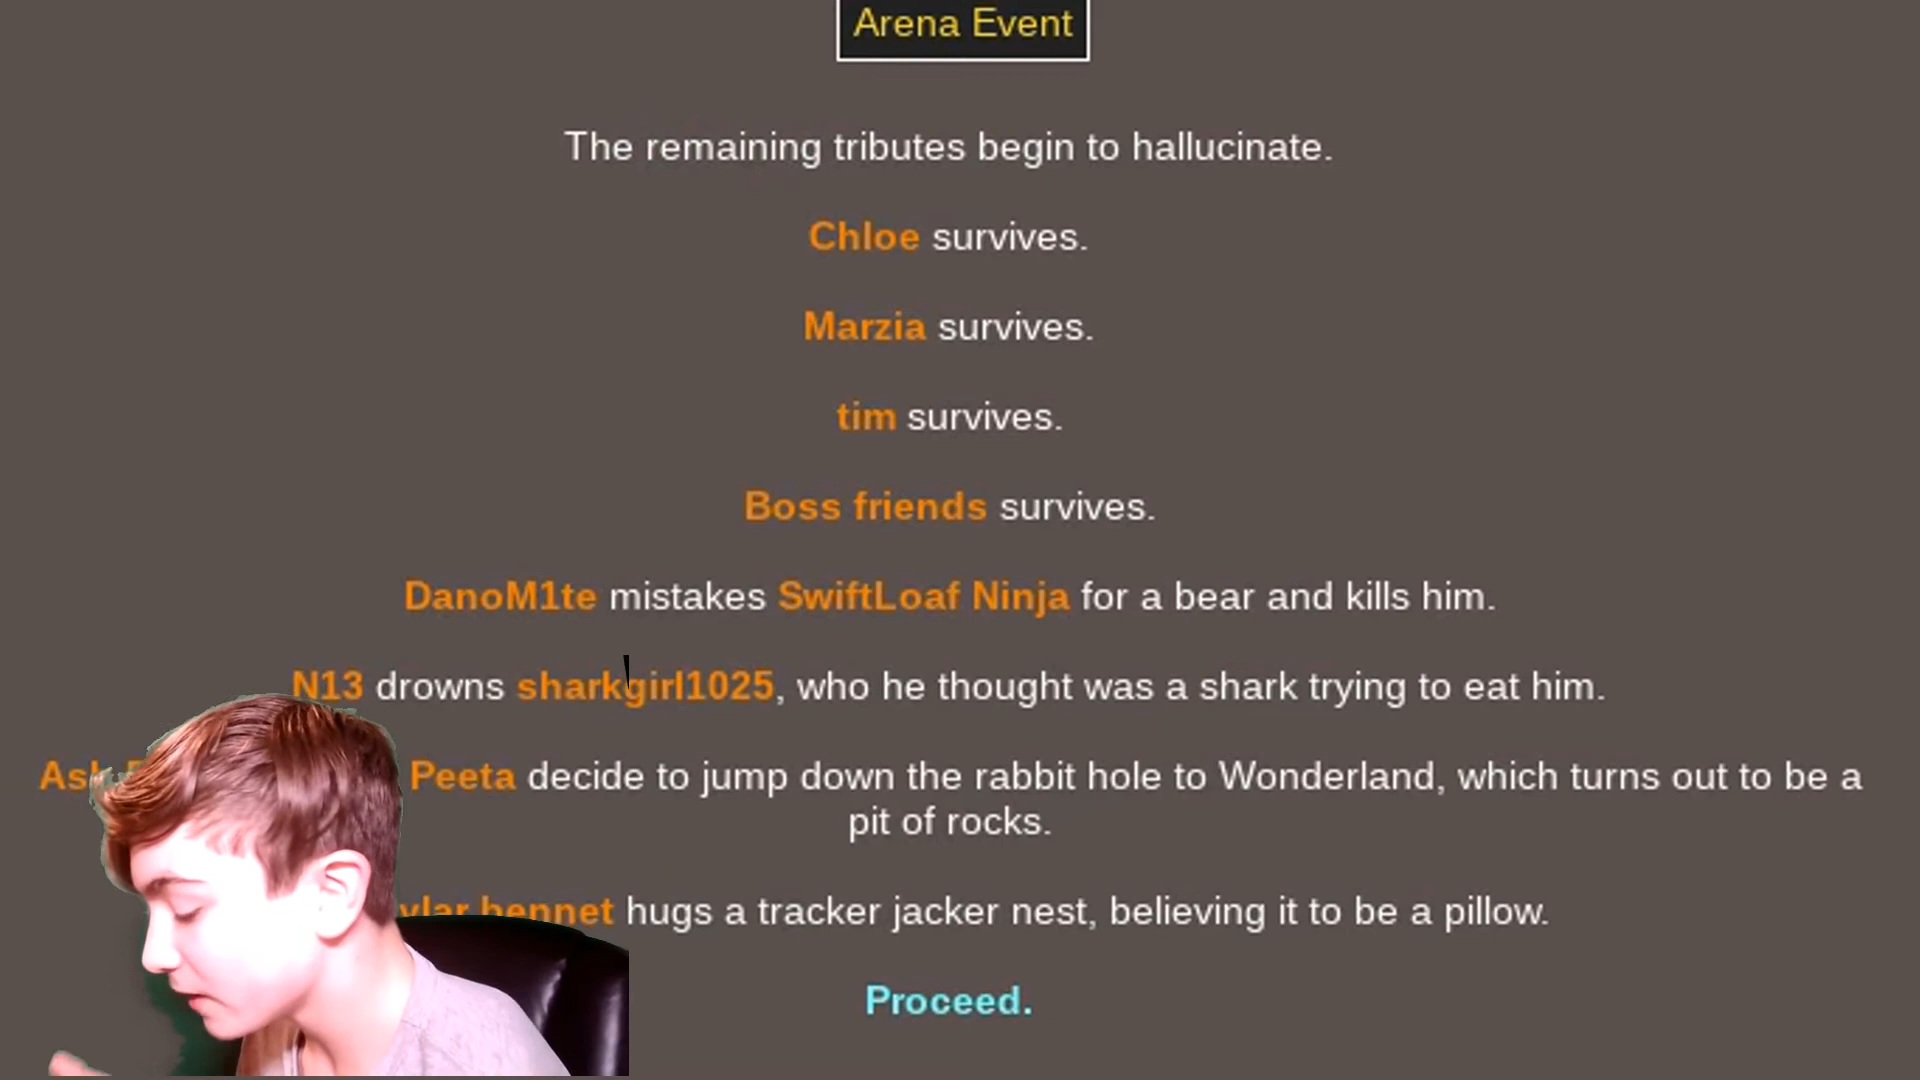 Arena Event
The remaining tributes begin to hallucinate.
Chloe survives.
Marzia survives.
tim survives.
Boss friends survives.
DanoM1te mistakes SwiftLoaf Ninja for a bear and kills him.
N13 drowns sharkgirl1025, who he thought was a shark trying to eat him.
Peeta decide to jump down the rabbit hole to Wonderland, which turns out to be a
pit of rocks.
bennet hugs a tracker jacker nest, believing it to be a pillow.
Proceed.